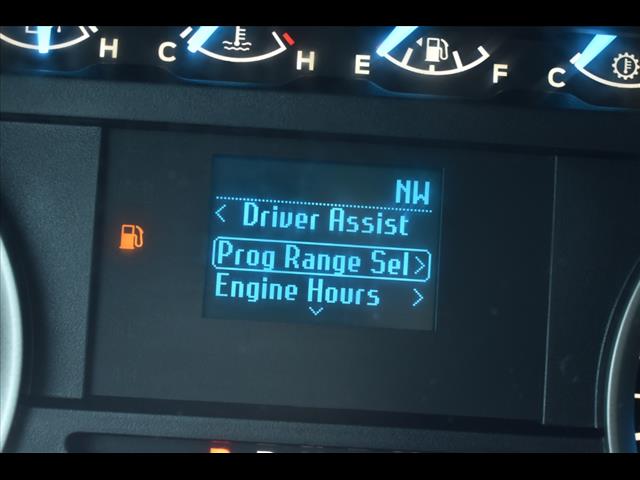 H
C H
E F
C
NW
< Driver Assist
Prog Range Sel >
Engine Hours >